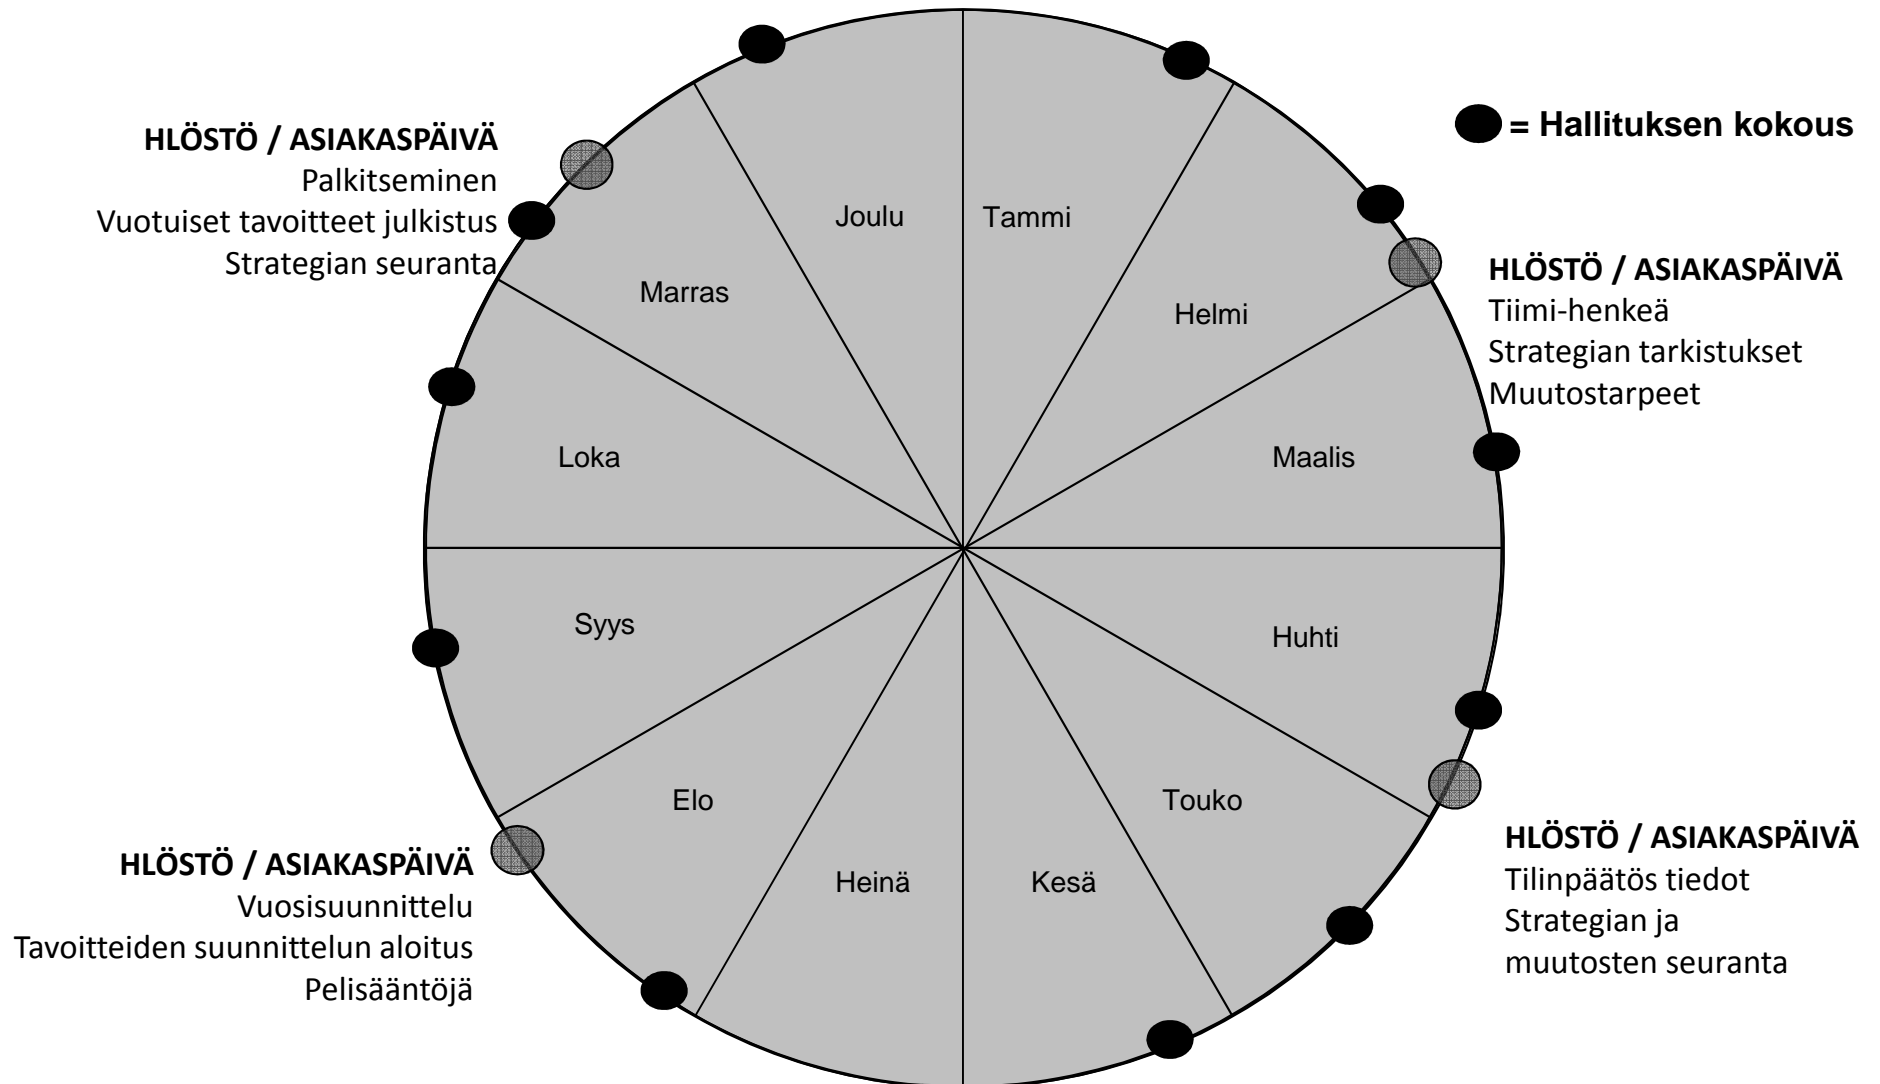 HLÖSTÖ / ASIAKASPÄIVÄ
Palkitseminen
Vuotuiset tavoitteet julkistus
Strategian seuranta
= Hallituksen kokous
Joulu
Tammi
Marras
Helmi
HLÖSTÖ / ASIAKASPÄIVÄ
Tiimi-henkeä
Strategian tarkistukset
Muutostarpeet
Loka
Maalis
Syys
Huhti
Elo
Touko
Heinä
Kesä
HLÖSTÖ / ASIAKASPÄIVÄ
Vuosisuunnittelu
Tavoitteiden suunnittelun aloitus
Pelisääntöjä
HLÖSTÖ / ASIAKASPÄIVÄ
Tilinpäätös tiedot
Strategian ja
muutosten seuranta